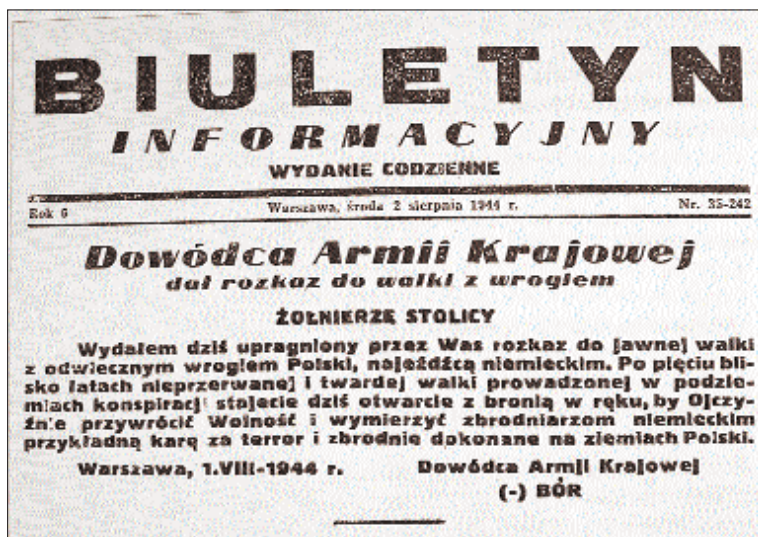 BIULETYN
INFORMACYJNY
WYDANIE CODZIENNE
Rok 6 Warszawa, środa 2 sierpnia 1944 r. Nr. 35-242
Dowódca Armii Krajowej
dał rozkaz do walki z wrogiem
ŻOŁNIERZE STOLICY
Wydałem dziś upragniony przez Was rozkaz do jawnej walki
z odwiecznym wrogiem Polski, najeźdźcą niemieckim. Po pięciu bli-
sko latach nieprzerwanej i twardej walki prowadzonej w podzie-
miach konspiracji stajecie dziś otwarcie z bronią w ręku, by Ojczy-
źnie przywrócić Wolność i wymierzyć zbrodniarzom niemieckim
przykładną karę za terror i zbrodnie dokonane na ziemiach Polski.
Warszawa, 1.VIII-1944 r. Dowódca Armji Krajowej
(-) BÓR